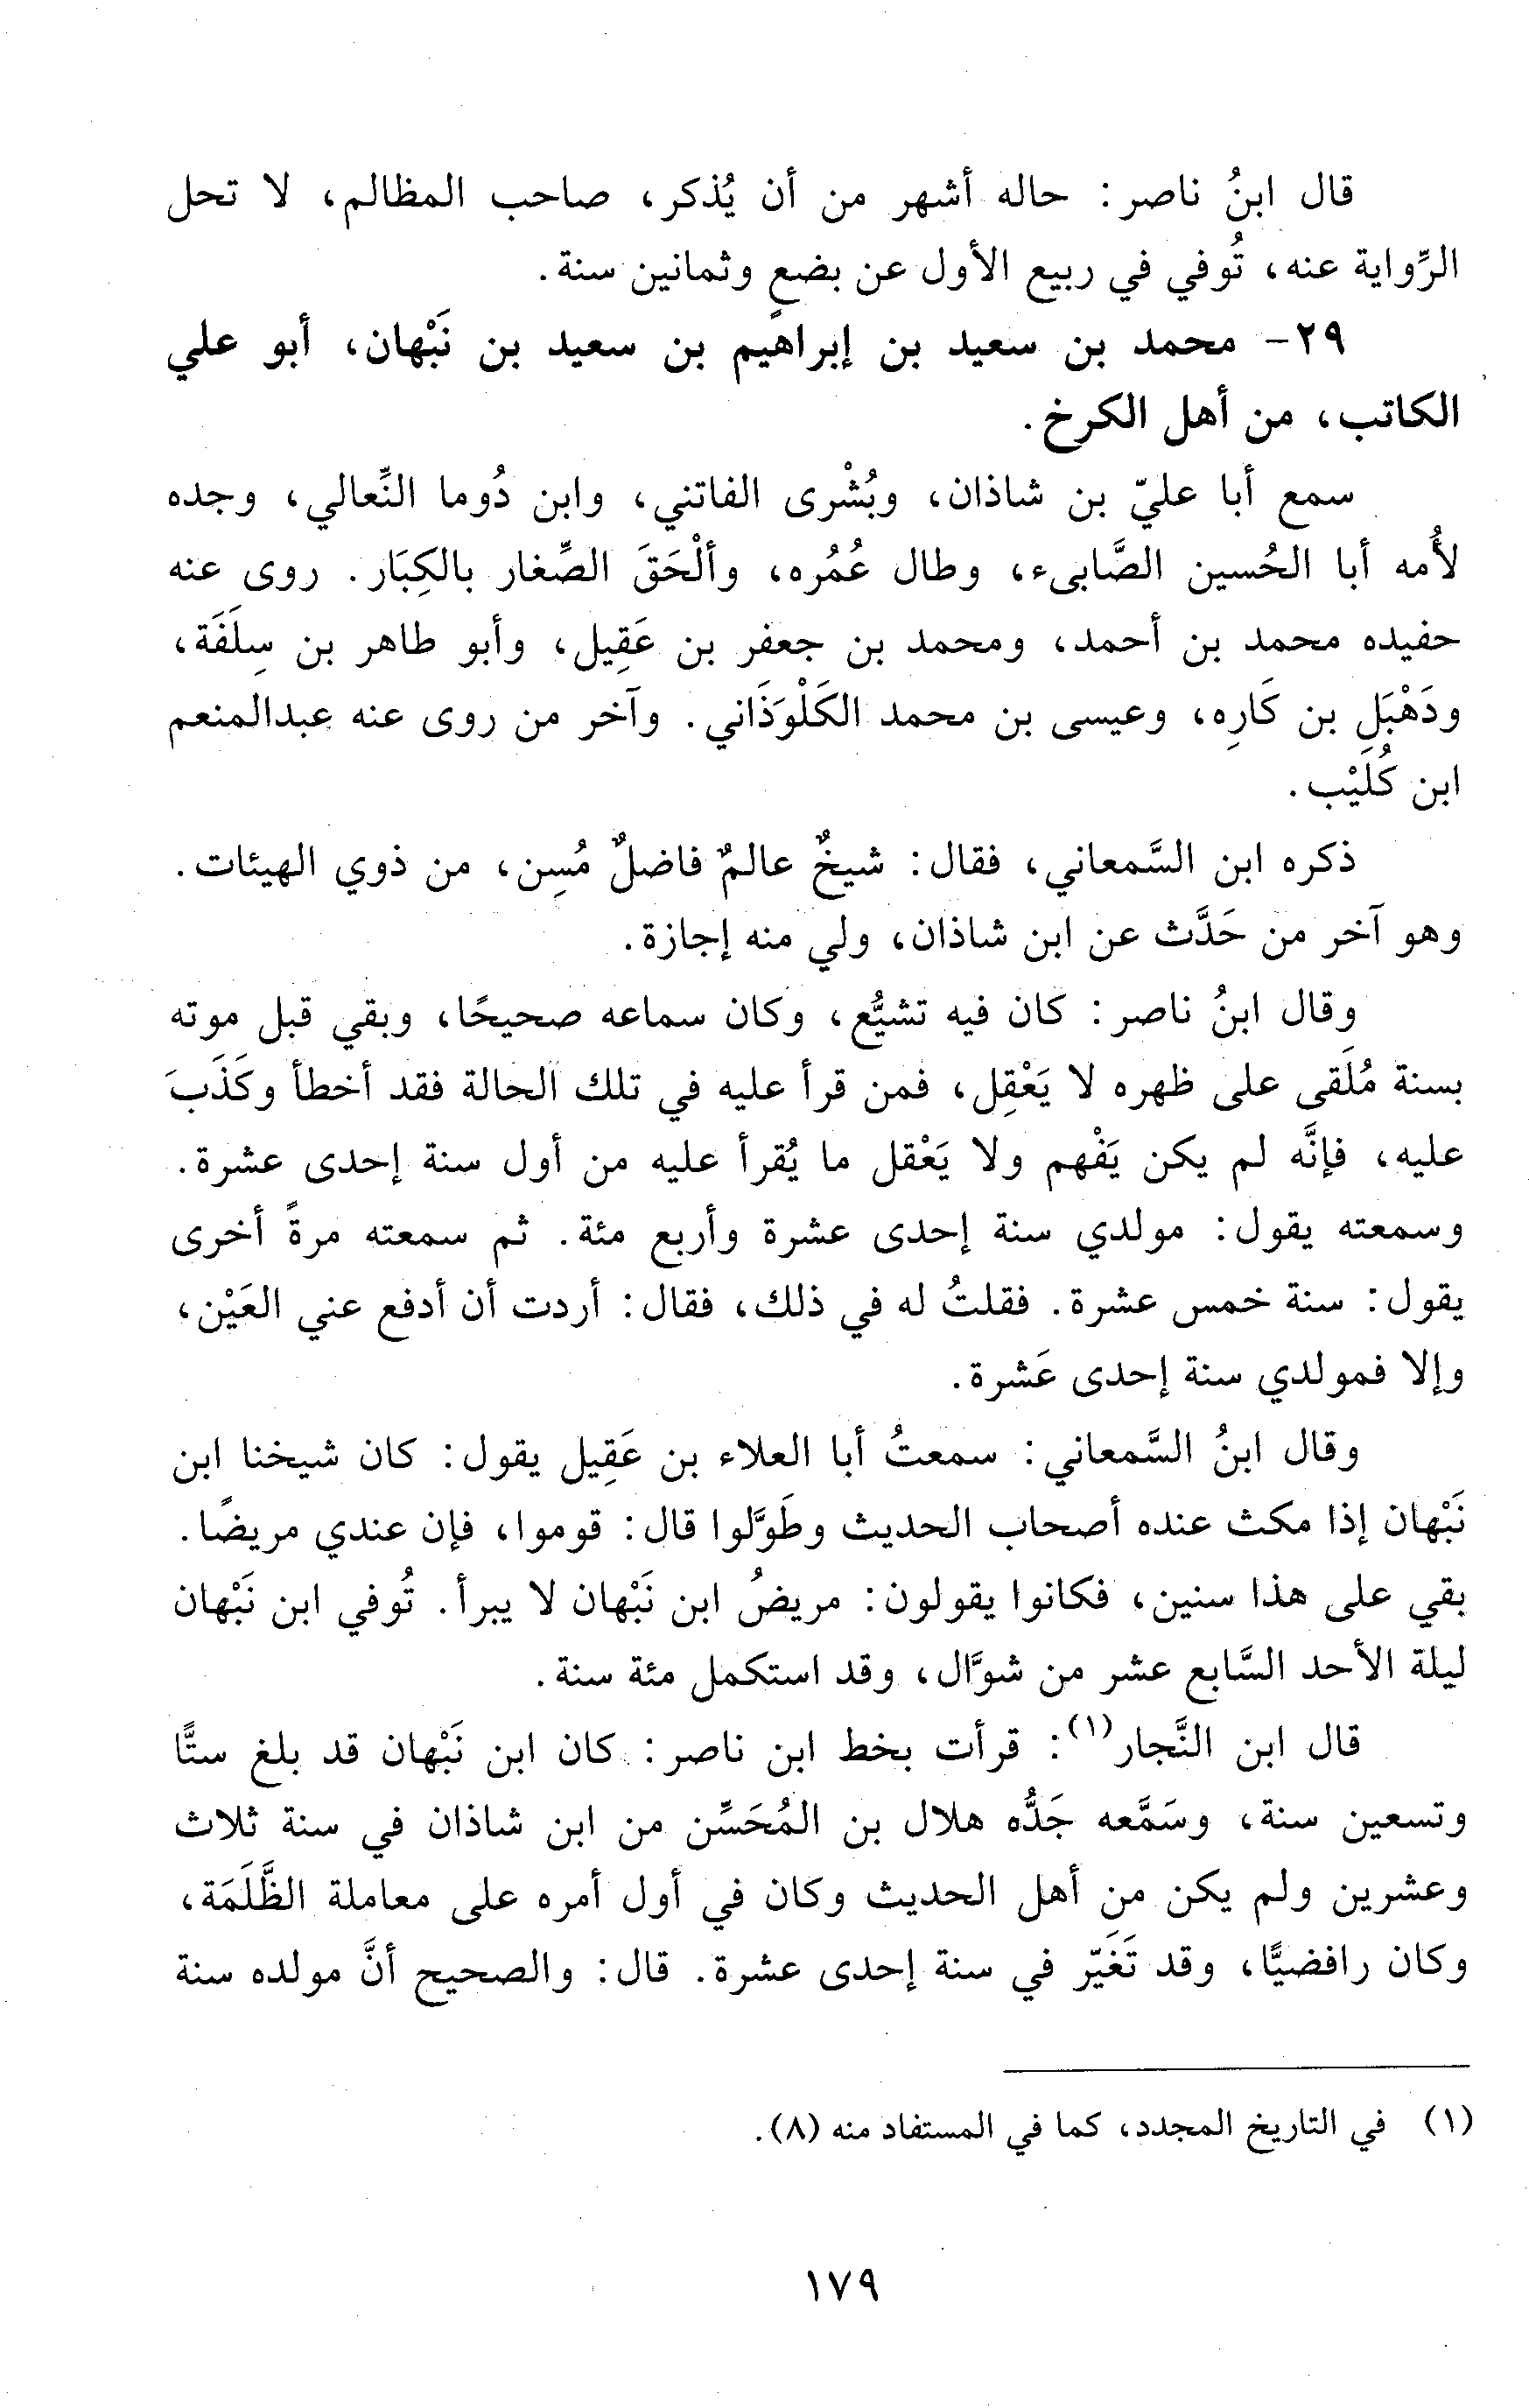 قال ابنُ ناصر: حاله أشهر من أن يُذكر، صاحب المظالم، لا تحل
الرِّواية عنه، تُوفي في ربيع الأول عن بضعٍ وثمانين سنة.
٢٩- محمد بن سعيد بن إبراهيم بن سعيد بن نَبْهان، أبو علي
الكاتب، من أهل الكرخ.
سمع أبا عليّ بن شاذان، وبُشْرى الفاتني، وابن دُوما النِّعالي، وجده
لأُمه أبا الحُسين الصَّابىء، وطال عُمُره، وألْحَقَ الصِّغار بالكِبَار. روى عنه
حفيده محمد بن أحمد، ومحمد بن جعفر بن عَقِيل، وأبو طاهر بن سِلَفَة،
ودَهْبَل بن كَارِه، وعيسى بن محمد الكَلْوَذَاني. وآخر من روى عنه عبدالمنعم
ابن كُلَيْب.
ذكره ابن السَّمعاني، فقال: شيخٌ عالمٌ فاضلٌ مُسِن، من ذوي الهيئات.
وهو آخر من حَدَّث عن ابن شاذان، ولي منه إجازة.
وقال ابنُ ناصر: كان فيه تشيُّع، وكان سماعه صحيحًا، وبقي قبل موته
بسنة مُلَقى على ظهره لا يَعْقِل، فمن قرأ عليه في تلك الحالة فقد أخطأ وكَذَبَ
عليه، فإنَّه لم يكن يَفْهم ولا يَعْقل ما يُقرأ عليه من أول سنة إحدى عشرة.
وسمعته يقول: مولدي سنة إحدى عشرة وأربع مئة. ثم سمعته مرةً أخرى
يقول: سنة خمس عشرة. فقلتُ له في ذلك، فقال: أردت أن أدفع عني العَيْن،
وإلا فمولدي سنة إحدى عَشرة.
وقال ابنُ السَّمعاني: سمعتُ أبا العلاء بن عَقِيل يقول: كان شيخنا ابن
نَبْهان إذا مكث عنده أصحاب الحديث وطَوَّلوا قال: قوموا، فإن عندي مريضًا.
بقي على هذا سنين، فكانوا يقولون: مريضُ ابن نَبْهان لا يبرأ. تُوفي ابن نَبْهان
ليلة الأحد السَّابع عشر من شوَّال، وقد استكمل مئة سنة.
قال ابن النَّجار(١): قرأت بخط ابن ناصر: كان ابن نَبْهان قد بلغ ستًّا
وتسعين سنة، وسَمَّعه جَدُّه هلال بن المُحَسِّن من ابن شاذان في سنة ثلاث
وعشرين ولم يكن من أهل الحديث وكان في أول أمره على معاملة الظَّلَمَة،
وكان رافضيًّا، وقد تَغَيّر في سنة إحدى عشرة. قال: والصحيح أنَّ مولده سنة
(١) في التاريخ المجدد، كما في المستفاد منه (٨).
١٧٩